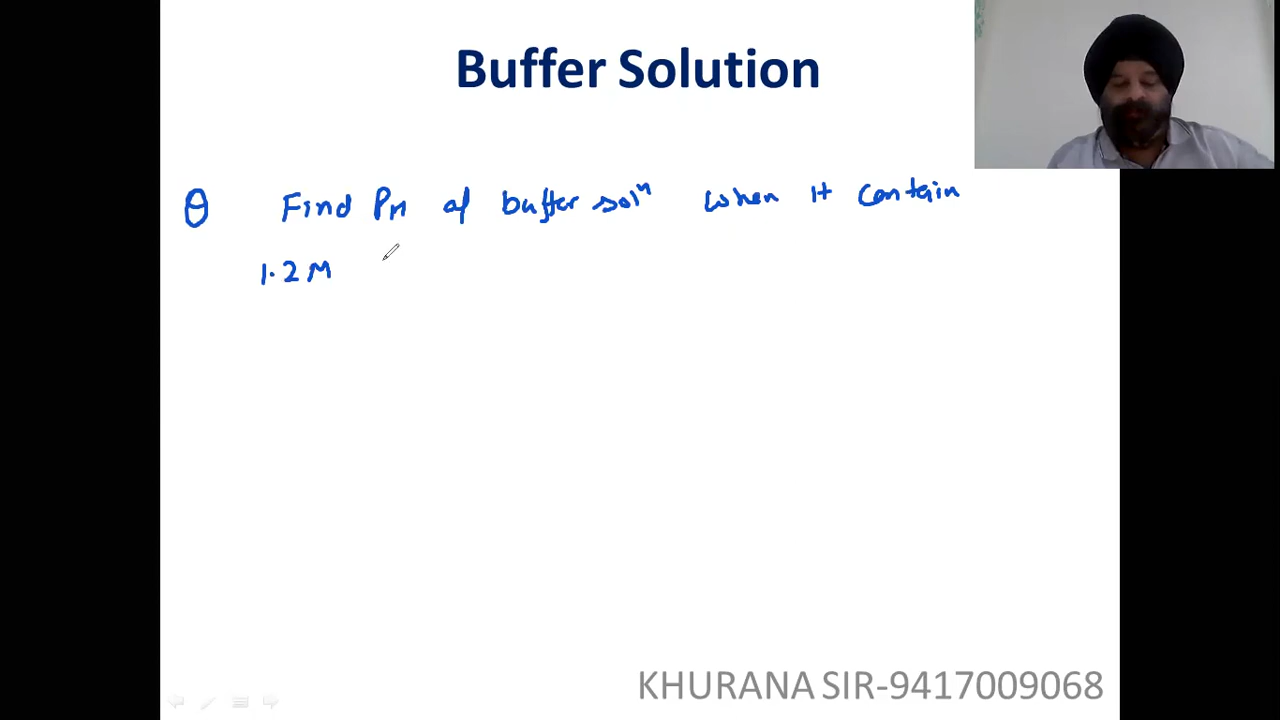 Buffer Solution
Q Find PH of buffer solⁿ when it contain
1.2 M
KHURANA SIR-9417009068